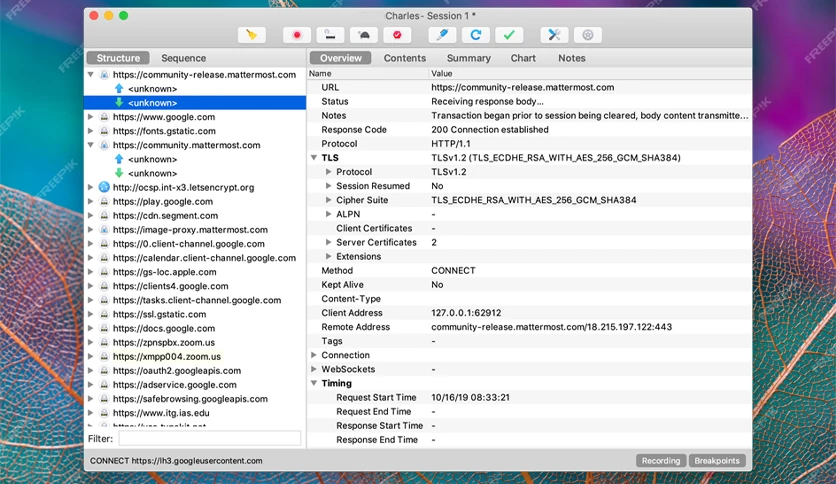 Charles- Session 1 *
Structure Sequence
https://community-release.mattermost.com
<unknown>
<unknown>
https://www.google.com
https://fonts.gstatic.com
https://community.mattermost.com
<unknown>
<unknown>
http://ocsp.int-x3.letsencrypt.org
https://play.google.com
https://cdn.segment.com
https://image-proxy.mattermost.com
https://0.client-channel.google.com
https://calendar.client-channel.google.com
https://gs-loc.apple.com
https://clients4.google.com
https://tasks.client-channel.google.com
https://ssl.gstatic.com
https://docs.google.com
https://zpnspbx.zoom.us
https://xmpp004.zoom.us
https://oauth2.googleapis.com
https://adservice.google.com
https://safebrowsing.googleapis.com
https://www.itg.ias.edu
Filter:
Overview Contents Summary Chart Notes
Name Value
URL https://community-release.mattermost.com
Status Receiving response body...
Notes Transaction began prior to session being cleared, body content transmitte...
Response Code 200 Connection established
Protocol HTTP/1.1
TLS TLSv1.2 (TLS_ECDHE_RSA_WITH_AES_256_GCM_SHA384)
Protocol TLSv1.2
Session Resumed No
Cipher Suite TLS_ECDHE_RSA_WITH_AES_256_GCM_SHA384
ALPN -
Client Certificates -
Server Certificates 2
Extensions
Method CONNECT
Kept Alive No
Content-Type
Client Address 127.0.0.1:62912
Remote Address community-release.mattermost.com/18.215.197.122:443
Tags -
Connection
WebSockets -
Timing
Request Start Time 10/16/19 08:33:21
Request End Time -
Response Start Time -
Response End Time -
CONNECT https://lh3.googleusercontent.com
Recording Breakpoints
FREEPIK